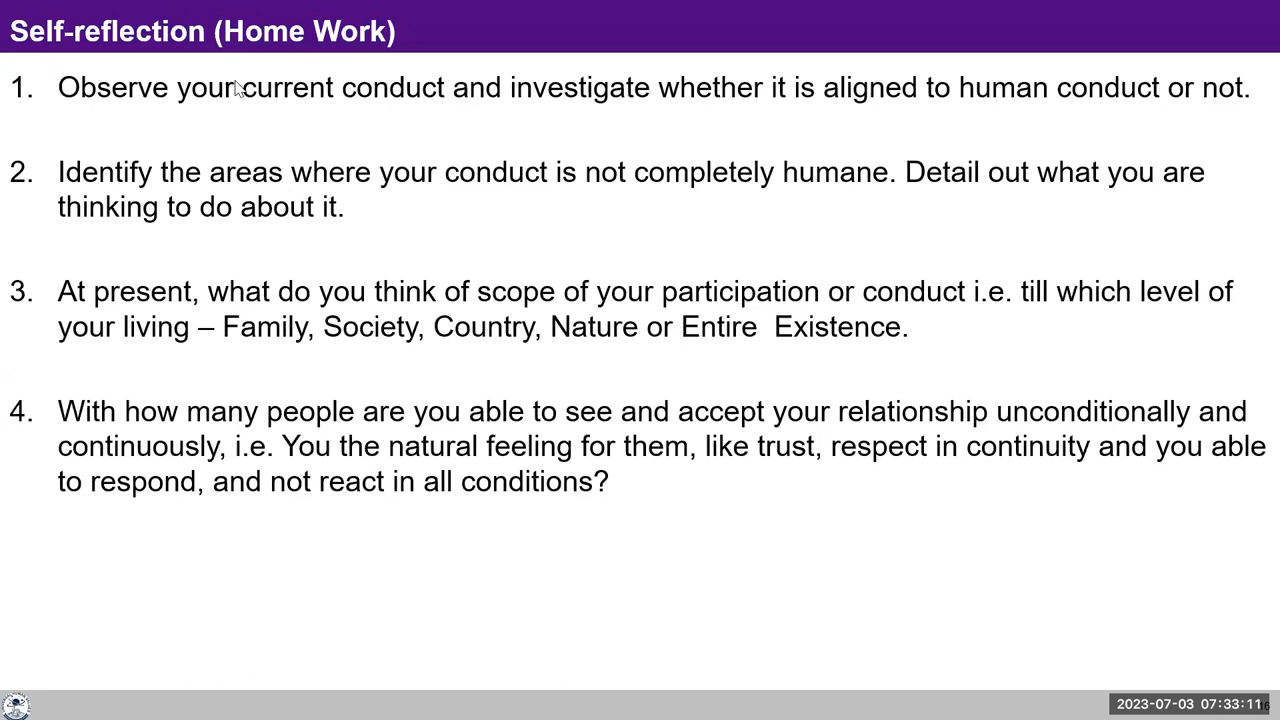 Self-reflection (Home Work)
1. Observe your current conduct and investigate whether it is aligned to human conduct or not.
2. Identify the areas where your conduct is not completely humane. Detail out what you are
thinking to do about it.
3. At present, what do you think of scope of your participation or conduct i.e. till which level of
your living – Family, Society, Country, Nature or Entire  Existence.
4. With how many people are you able to see and accept your relationship unconditionally and
continuously, i.e. You the natural feeling for them, like trust, respect in continuity and you able
to respond, and not react in all conditions?
2023-07-03 07:33:11